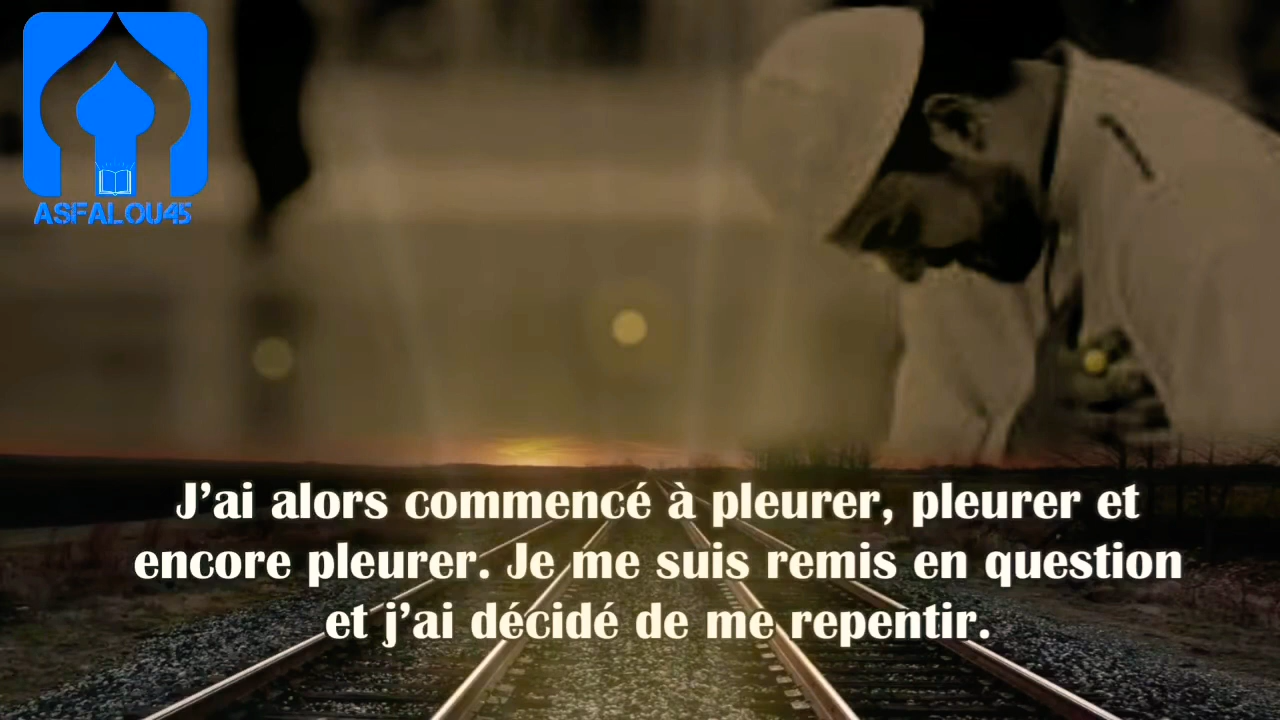 ASFALOU45
J’ai alors commencé à pleurer, pleurer et
encore pleurer. Je me suis remis en question
et j’ai décidé de me repentir.